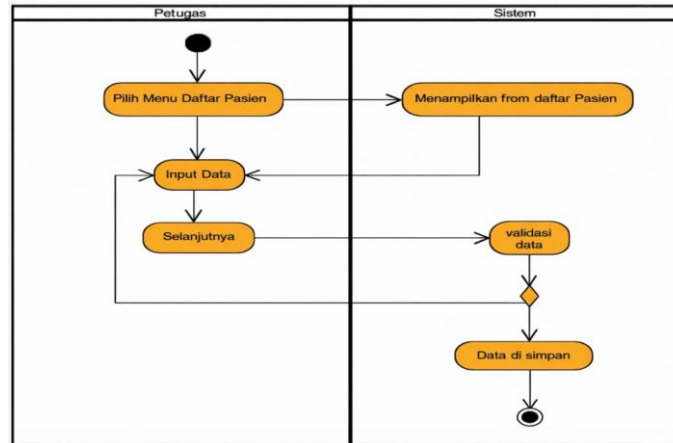 Petugas
Sistem
Pilih Menu Daftar Pasien
Menampilkan from daftar Pasien
Input Data
Selanjutnya
validasi
data
Data di simpan